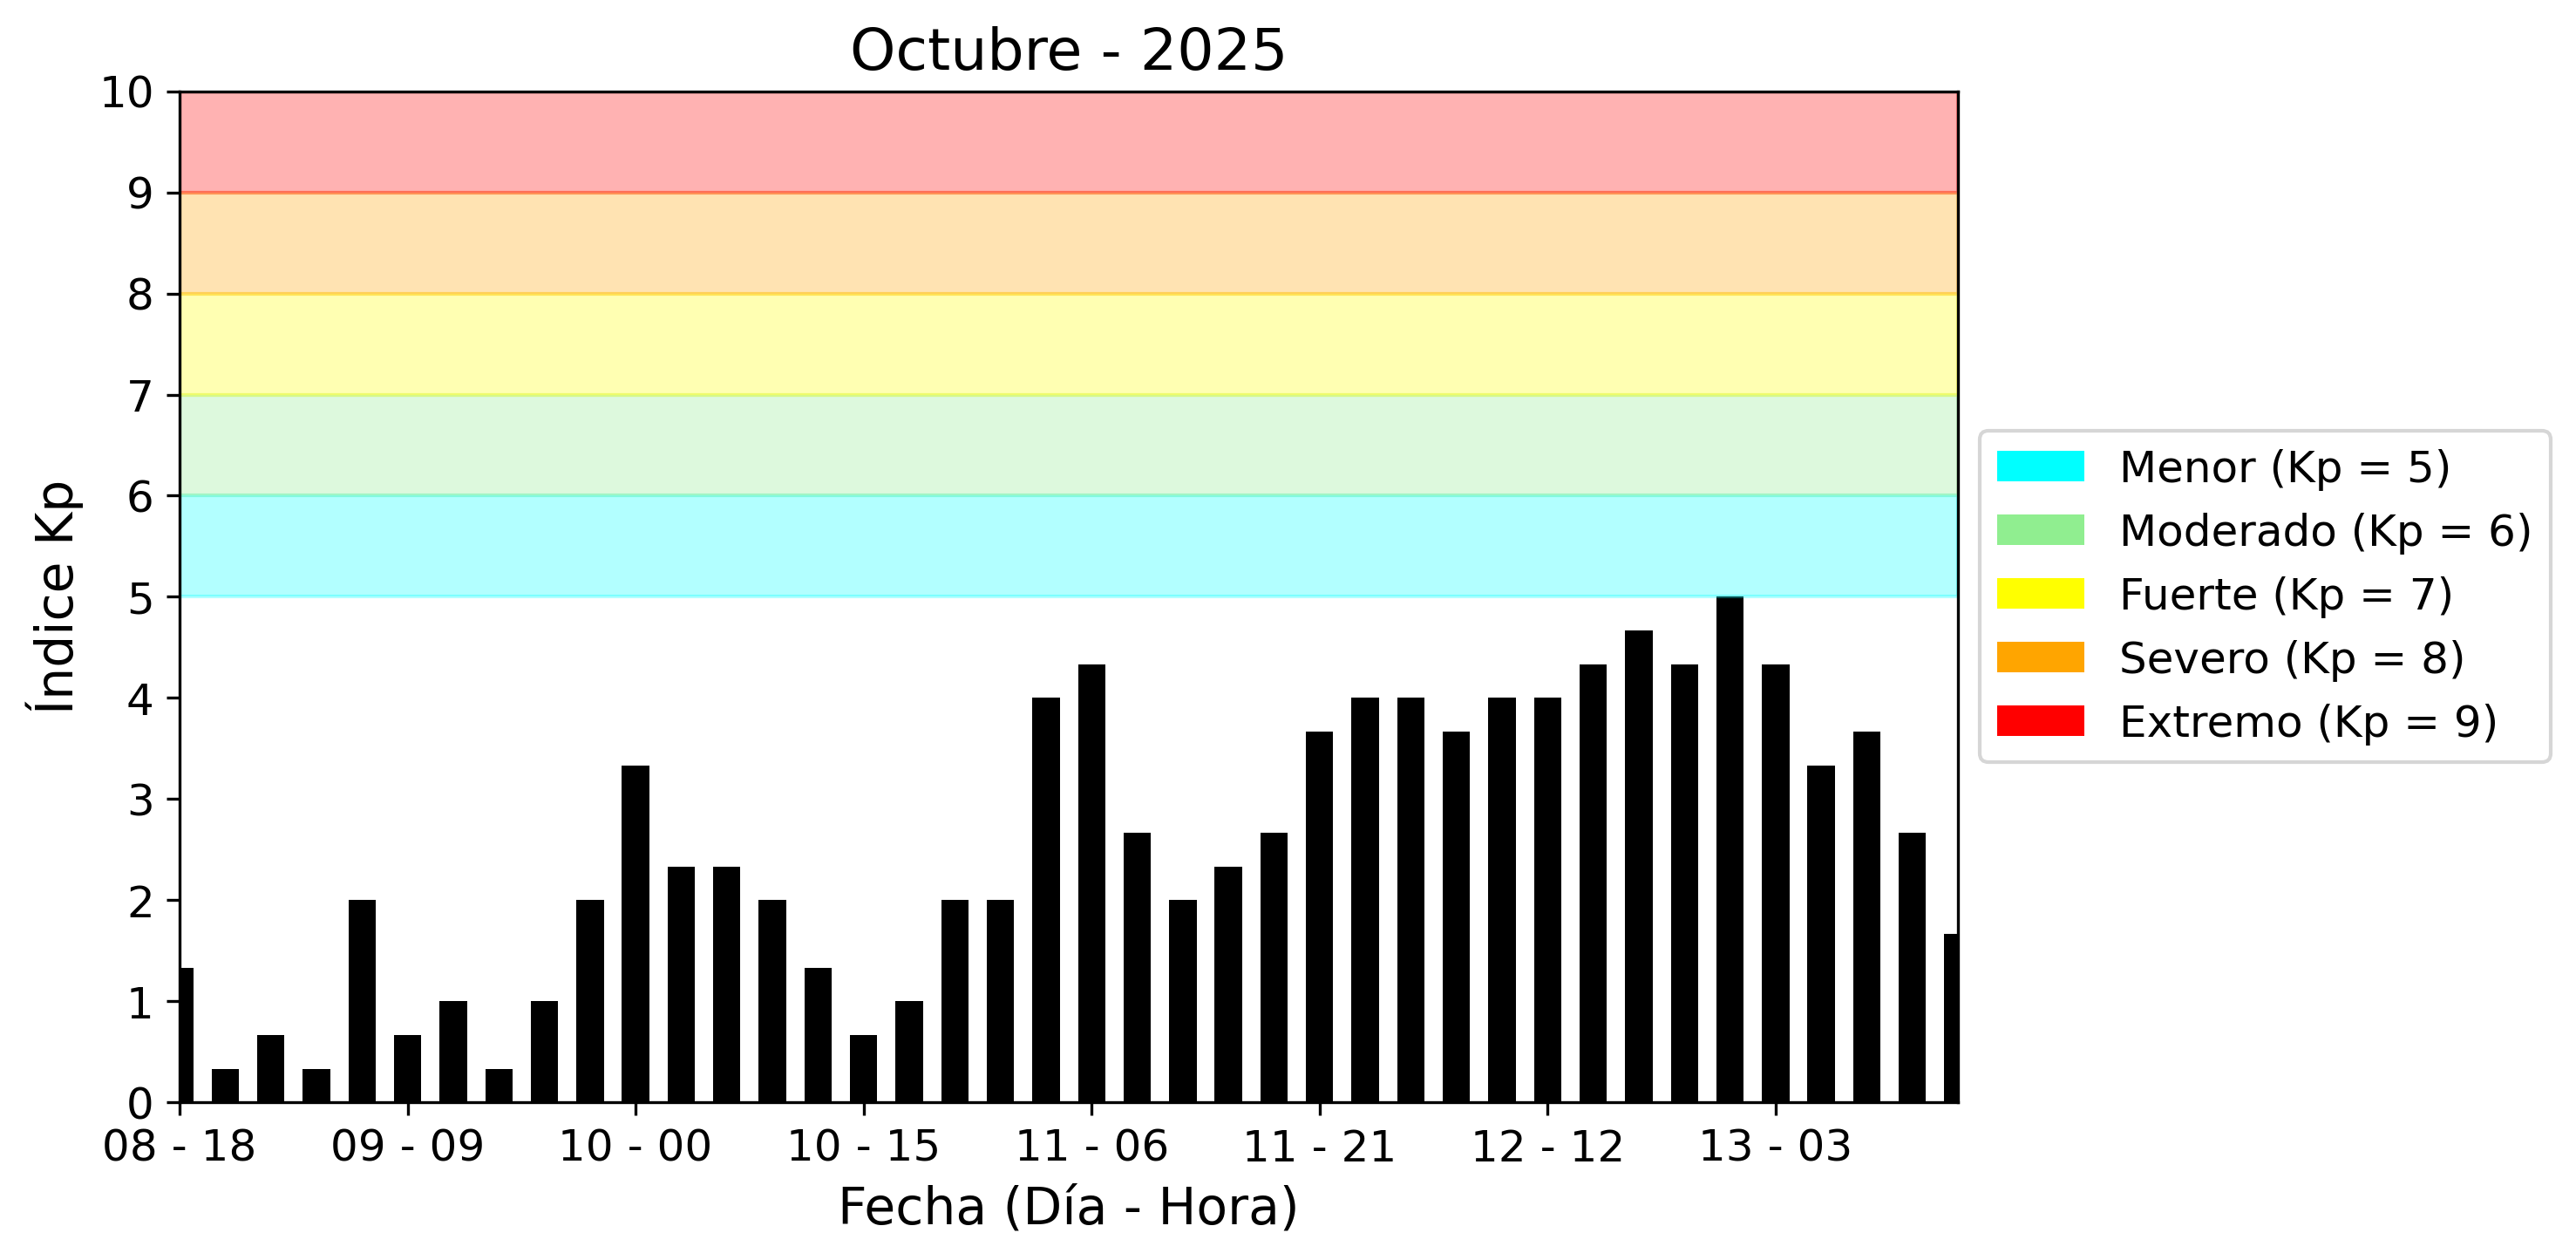 Octubre - 2025
Índice Kp
10
9
8
7
6
5
4
3
2
1
0
08 - 18
09 - 09
10 - 00
10 - 15
11 - 06
11 - 21
12 - 12
13 - 03
Fecha (Día - Hora)
Menor (Kp = 5)
Moderado (Kp = 6)
Fuerte (Kp = 7)
Severo (Kp = 8)
Extremo (Kp = 9)